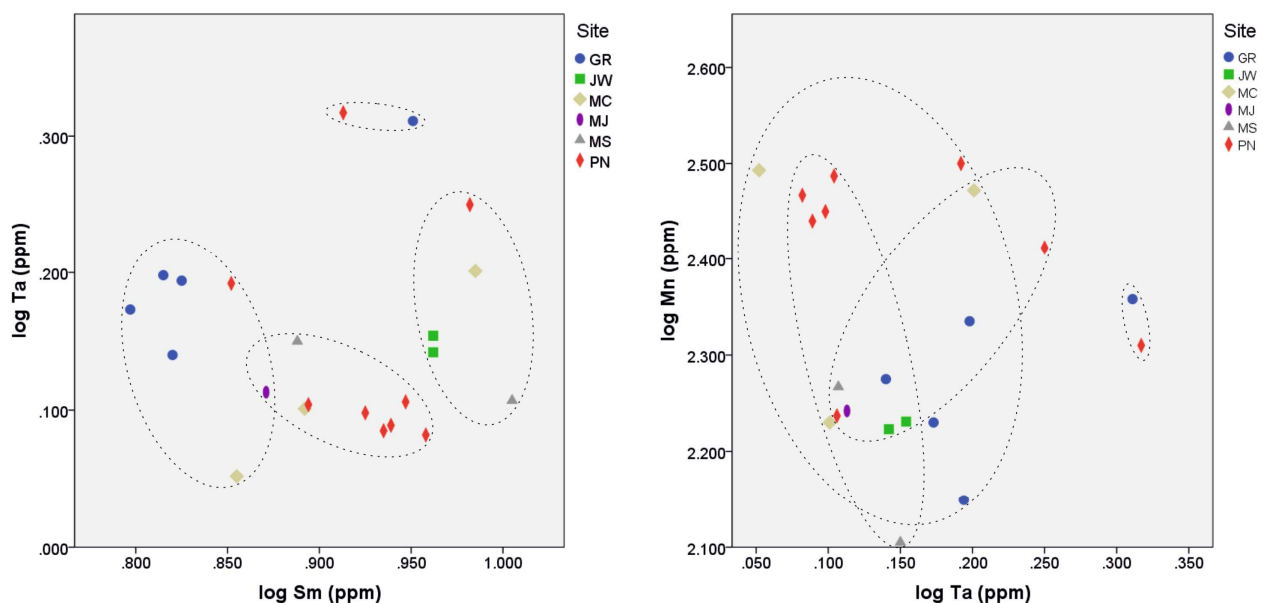 Site
GR
JW
MC
MJ
MS
PN
.300
.200
.100
.000
log Ta (ppm)
.800 .850 .900 .950 1.000
log Sm (ppm)
Site
GR
JW
MC
MJ
MS
PN
2.600
2.500
2.400
2.300
2.200
2.100
log Mn (ppm)
.050 .100 .150 .200 .250 .300 .350
log Ta (ppm)